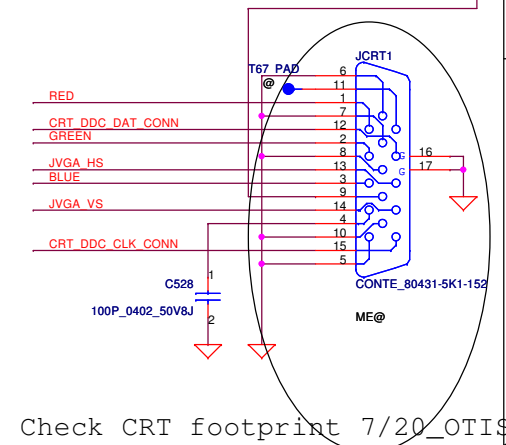 JCRT1
T67 PAD
@
6
11
RED
1
7
CRT_DDC_DAT_CONN
12
GREEN
2
8
G
16
JVGA_HS
13
G
17
BLUE
3
9
JVGA_VS
14
4
10
CRT_DDC_CLK_CONN
15
5
1
C528
CONTE_80431-5K1-152
100P_0402_50V8J
2
ME@
Check CRT footprint 7/20_OTIS